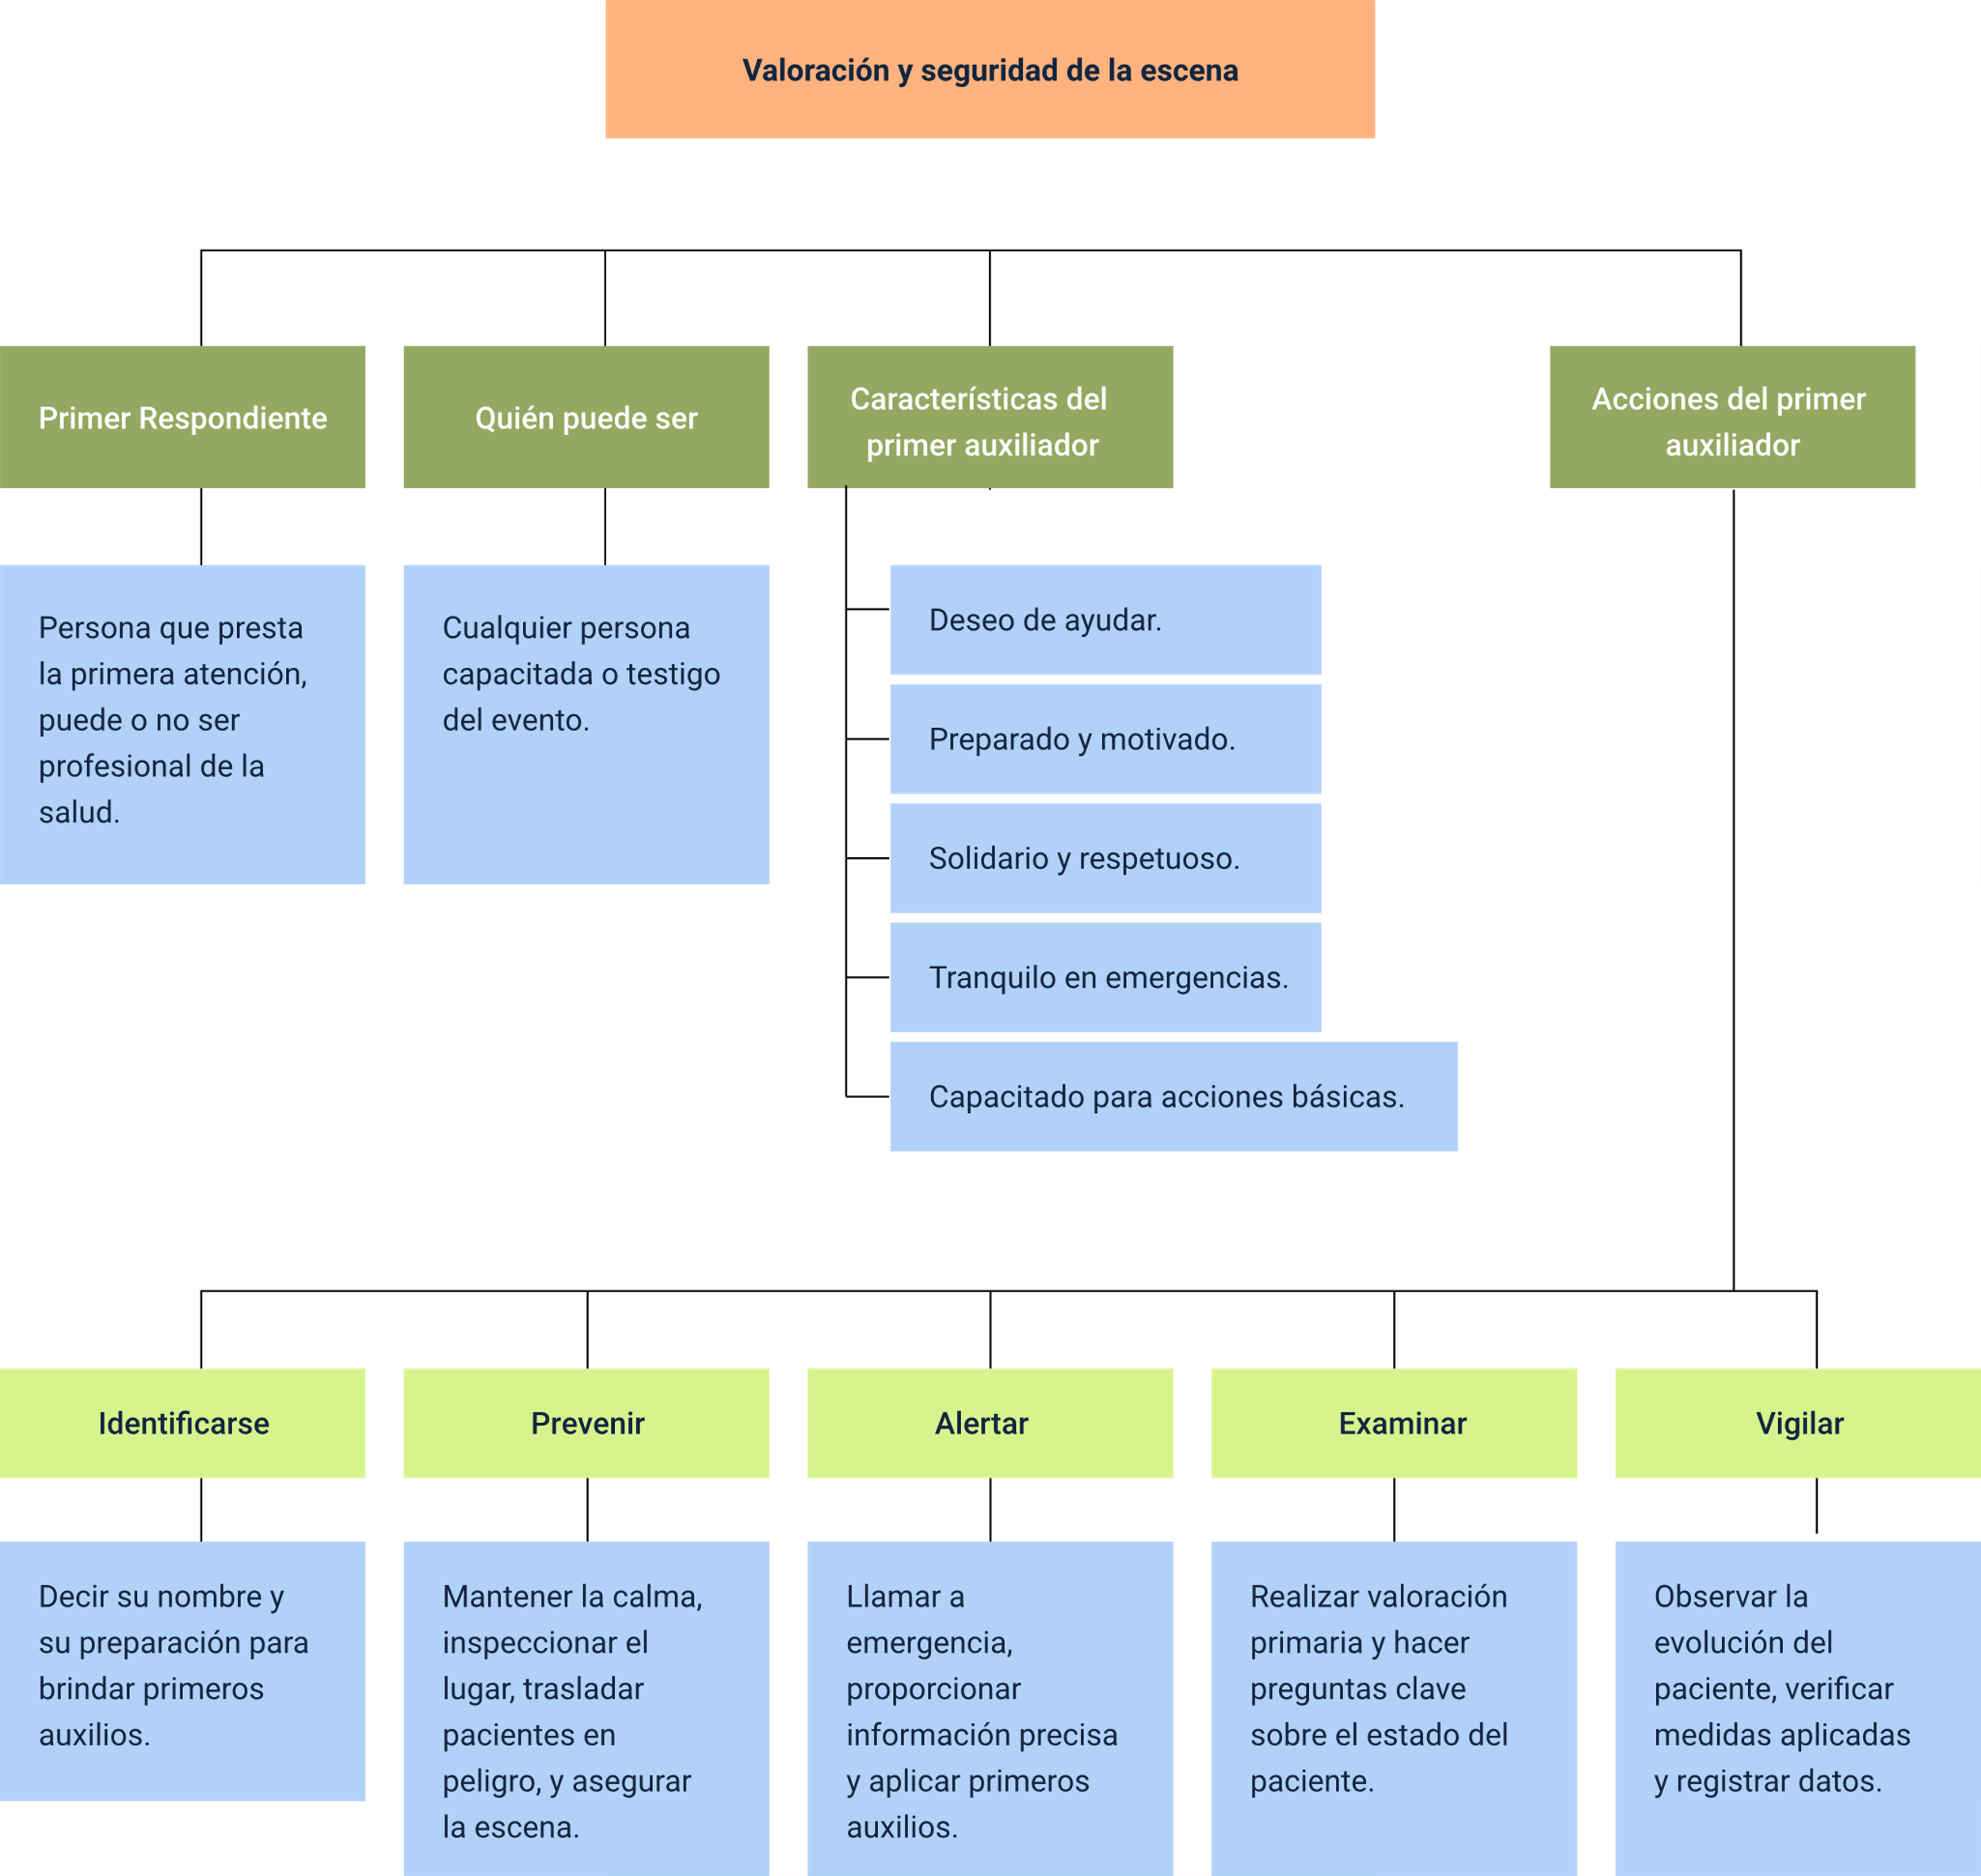 Valoración y seguridad de la escena
Primer Respondiente
Quién puede ser
Características del
primer auxiliador
Acciones del primer
auxiliador
Persona que presta
la primera atención,
puede o no ser
profesional de la
salud.
Cualquier persona
capacitada o testigo
del evento.
Deseo de ayudar.
Preparado y motivado.
Solidario y respetuoso.
Tranquilo en emergencias.
Capacitado para acciones básicas.
Identificarse
Prevenir
Alertar
Examinar
Vigilar
Decir su nombre y
su preparación para
brindar primeros
auxilios.
Mantener la calma,
inspeccionar el
lugar, trasladar
pacientes en
peligro, y asegurar
la escena.
Llamar a
emergencia,
proporcionar
información precisa
y aplicar primeros
auxilios.
Realizar valoración
primaria y hacer
preguntas clave
sobre el estado del
paciente.
Observar la
evolución del
paciente, verificar
medidas aplicadas
y registrar datos.